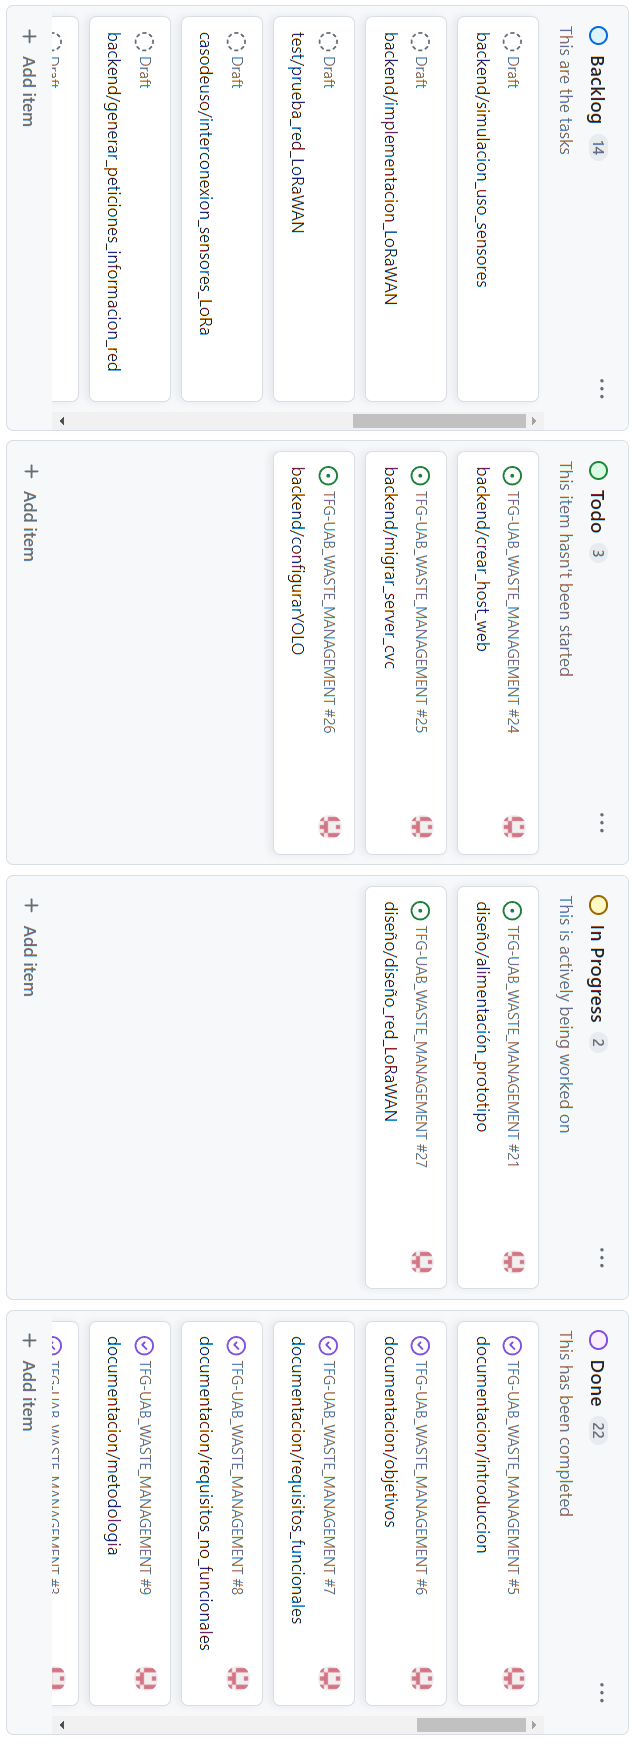 Backlog 14
This are the tasks
Draft
backend/simulacion_uso_sensores
Draft
backend/implementacion_LoRaWAN
Draft
test/prueba_red_LoRaWAN
Draft
casodeuso/interconexion_sensores_LoRa
Draft
backend/generar_peticiones_informacion_red
Draft
+ Add item
Todo 3
This item hasn't been started
TFG-UAB_WASTE_MANAGEMENT #24
backend/crear_host_web
TFG-UAB_WASTE_MANAGEMENT #25
backend/migrar_server_cvc
TFG-UAB_WASTE_MANAGEMENT #26
backend/configurarYOLO
+ Add item
In Progress 2
This is actively being worked on
TFG-UAB_WASTE_MANAGEMENT #21
diseño/alimentación_prototipo
TFG-UAB_WASTE_MANAGEMENT #27
diseño/diseño_red_LoRaWAN
+ Add item
Done 22
This has been completed
TFG-UAB_WASTE_MANAGEMENT #5
documentacion/introduccion
TFG-UAB_WASTE_MANAGEMENT #6
documentacion/objetivos
TFG-UAB_WASTE_MANAGEMENT #7
documentacion/requisitos_funcionales
TFG-UAB_WASTE_MANAGEMENT #8
documentacion/requisitos_no_funcionales
TFG-UAB_WASTE_MANAGEMENT #9
documentacion/metodologia
TFG-UAB_WASTE_MANAGEMENT
+ Add item